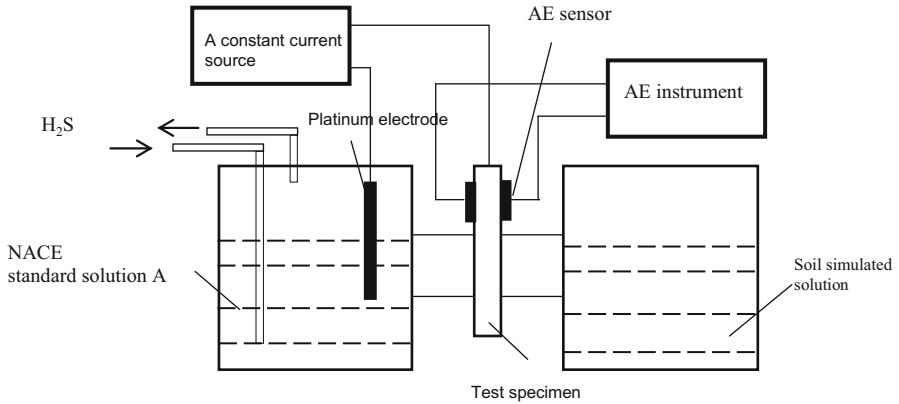 AE sensor
A constant current
source
AE instrument
H₂S
Platinum electrode
NACE
standard solution A
Soil simulated
solution
Test specimen